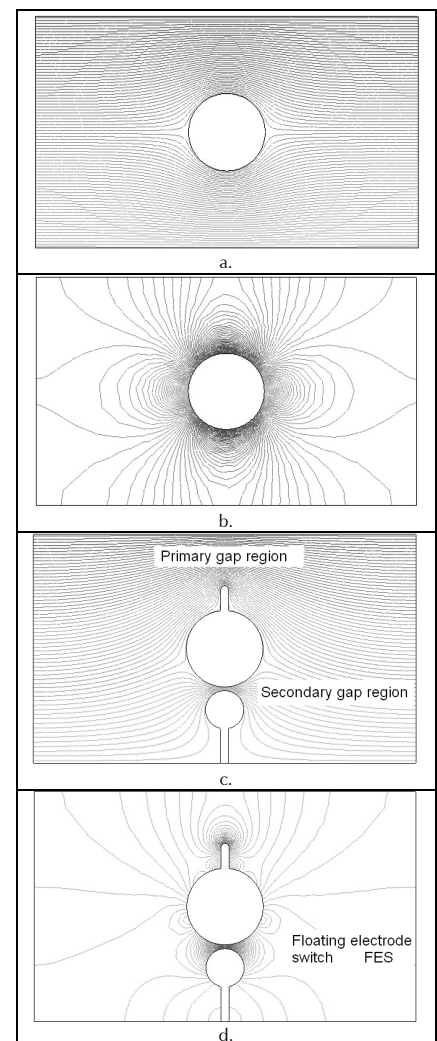 a.
b.
Primary gap region
Secondary gap region
c.
Floating electrode
switch FES
d.